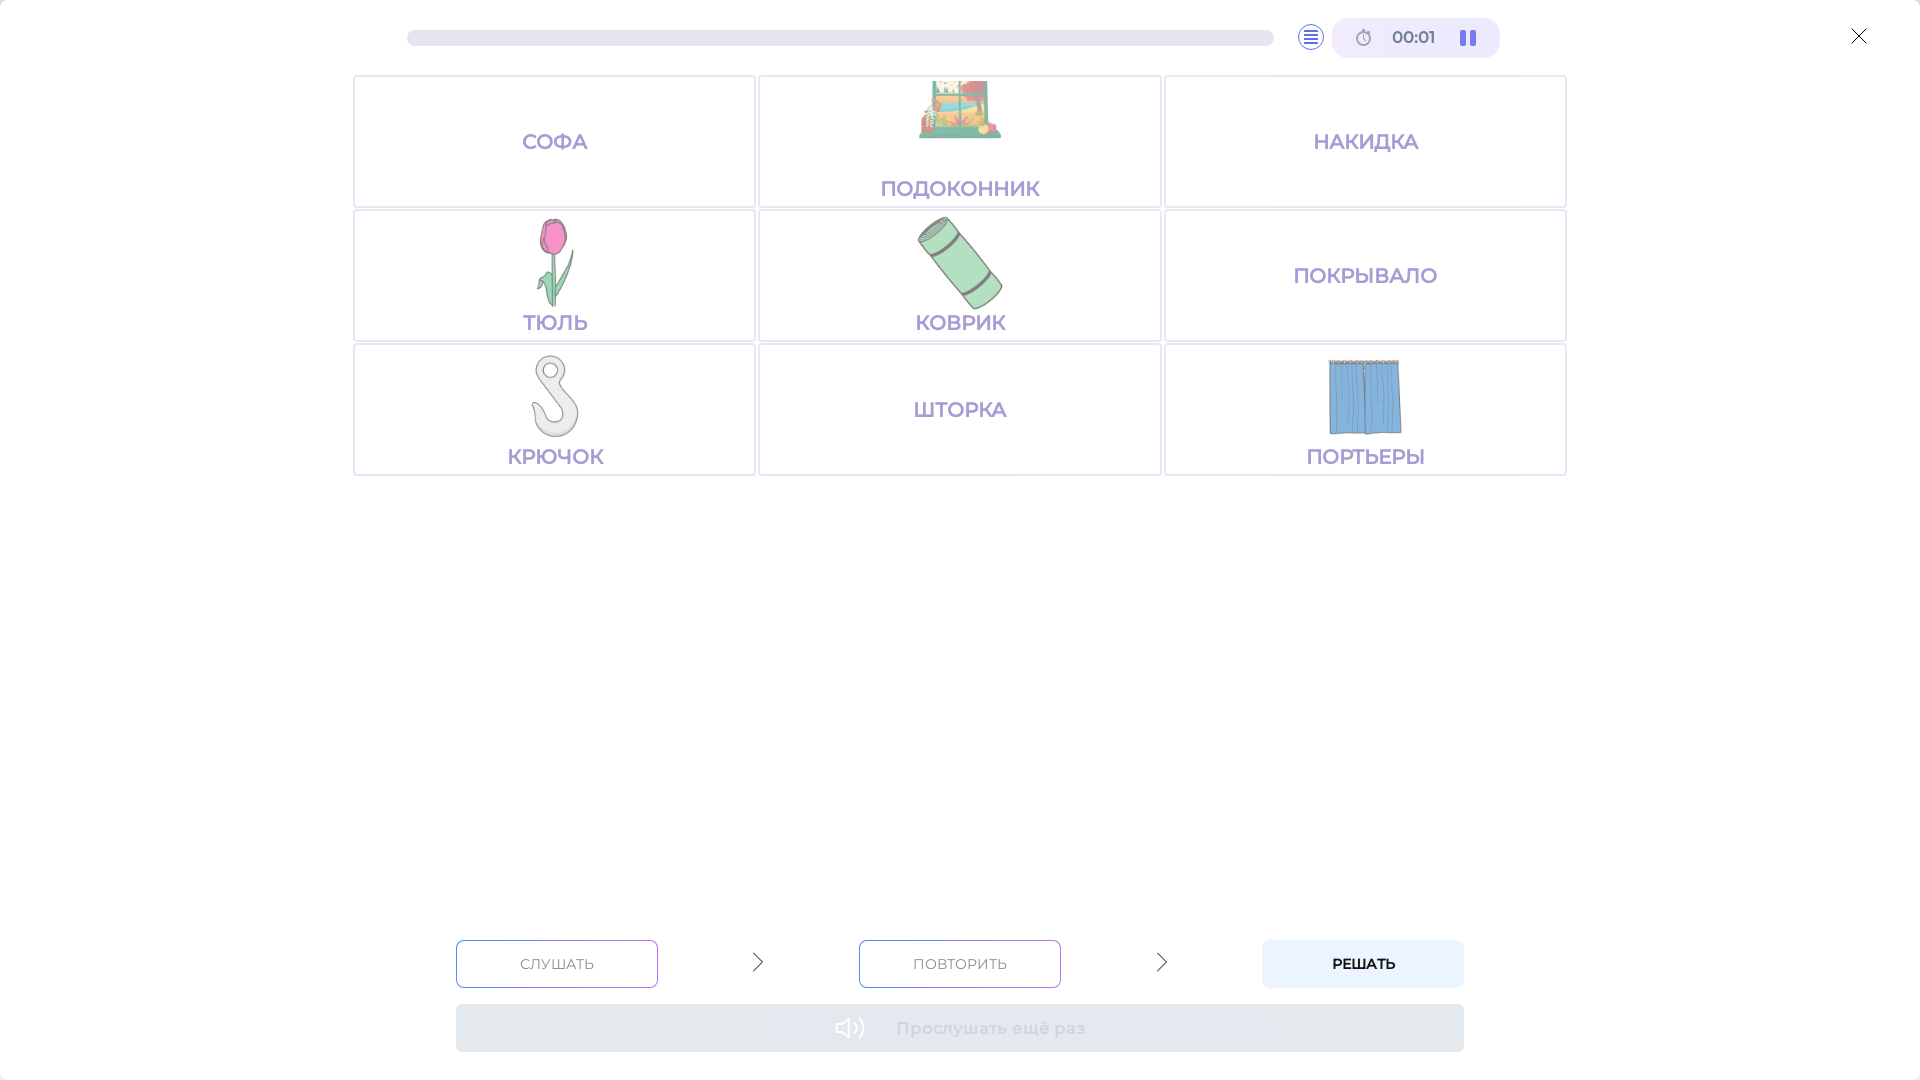 00:01
СОФА
ПОДОКОННИК
НАКИДКА
ТЮЛЬ
КОВРИК
ПОКРЫВАЛО
КРЮЧОК
ШТОРКА
ПОРТЬЕРЫ
СЛУШАТЬ
ПОВТОРИТЬ
РЕШАТЬ
Прослушать ещё раз